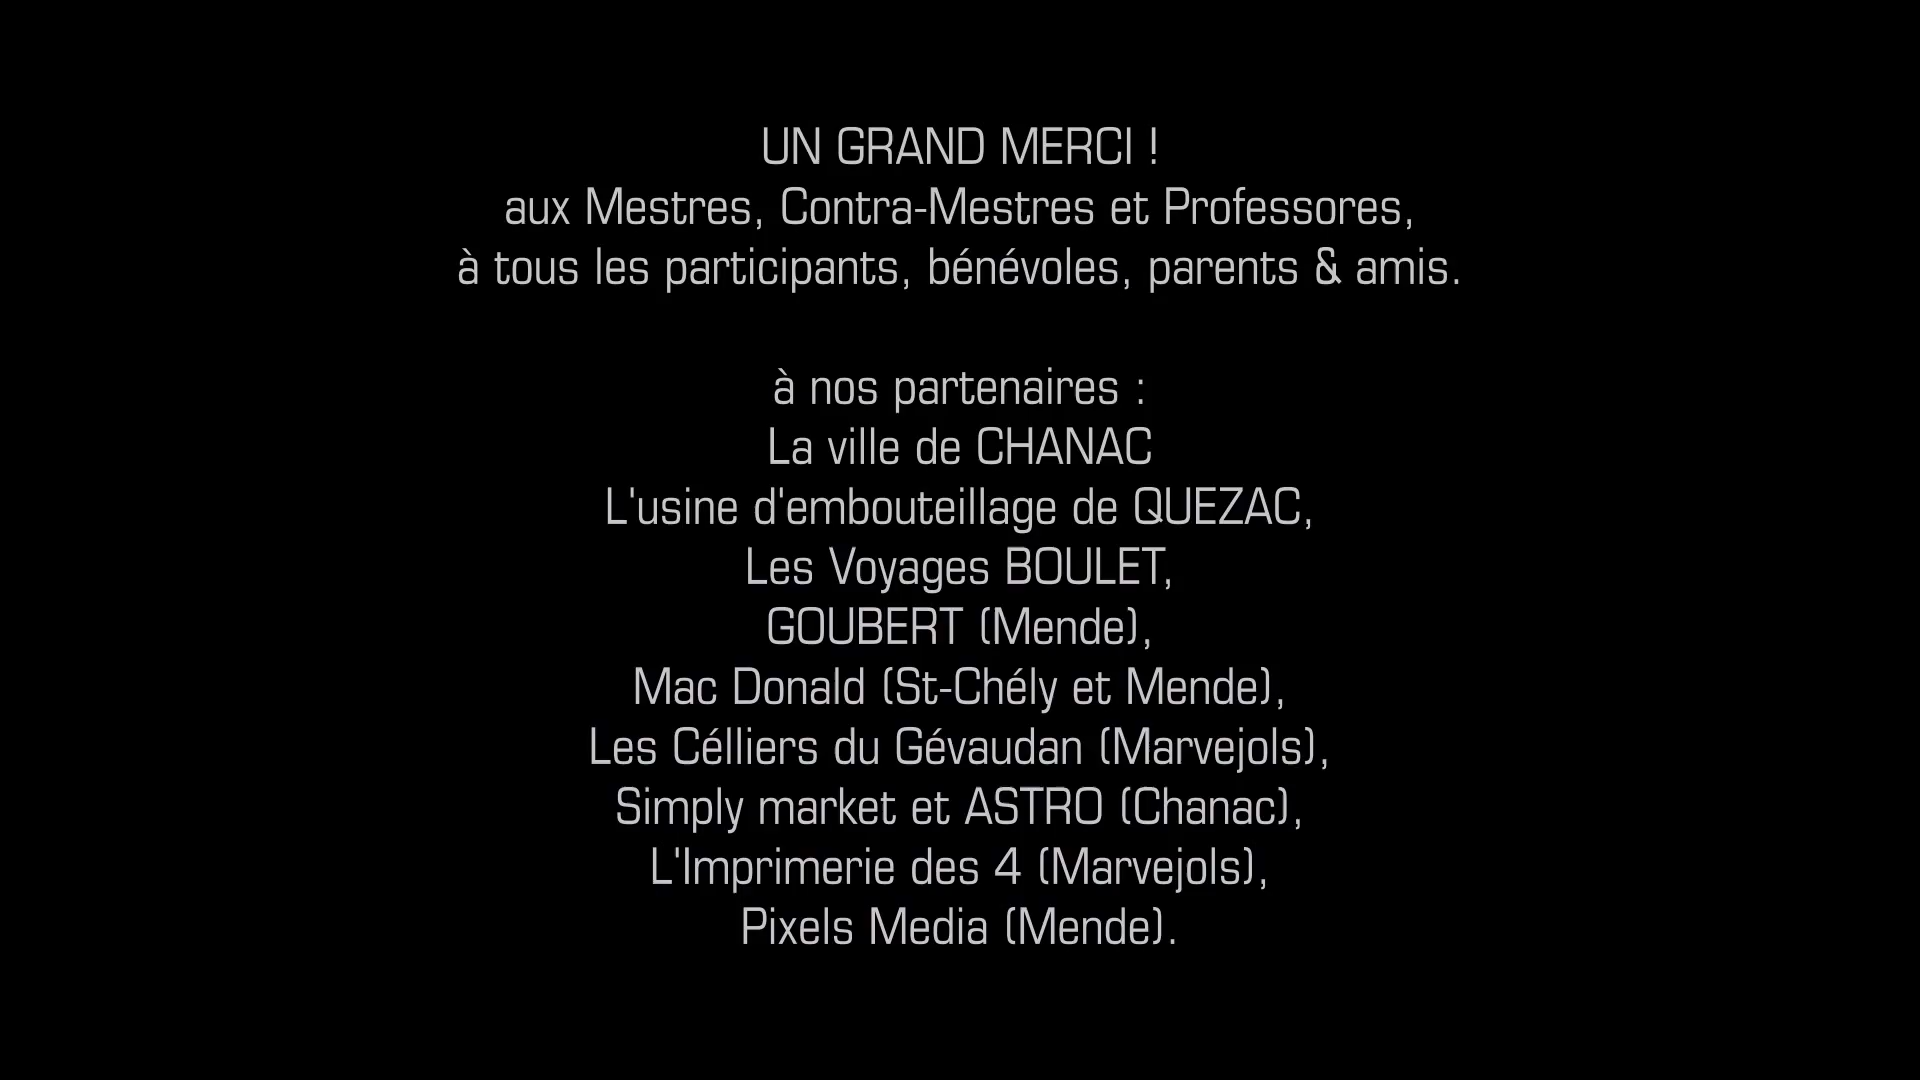 UN GRAND MERCI !
aux Mestres, Contra-Mestres et Professores,
à tous les participants, bénévoles, parents & amis.
à nos partenaires :
La ville de CHANAC
L'usine d'embouteillage de QUEZAC,
Les Voyages BOULET,
GOUBERT (Mende),
Mac Donald (St-Chély et Mende),
Les Célliers du Gévaudan (Marvejols),
Simply market et ASTRO (Chanac),
L'Imprimerie des 4 (Marvejols),
Pixels Media (Mende).